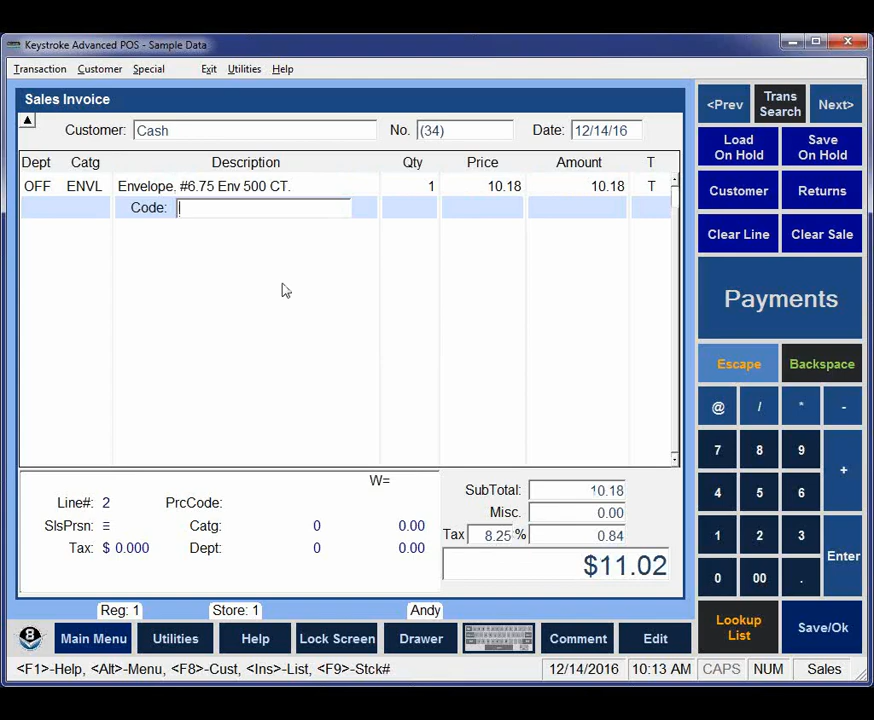 Keystroke Advanced POS - Sample Data
Transaction Customer Special Exit Utilities Help
Sales Invoice
Customer: Cash No. (34) Date: 12/14/16
Dept Catg Description Qty Price Amount T
OFF ENVL Envelope, #6.75 Env 500 CT. 1 10.18 10.18 T
Code:
W=
Line#: 2 PrcCode:
SlsPrsn: Catg: 0 0.00
Tax: $ 0.000 Dept: 0 0.00
SubTotal: 10.18
Misc. 0.00
Tax 8.25 % 0.84
$11.02
Reg: 1 Store: 1 Andy
<Prev Trans Search Next>
Load On Hold Save On Hold
Customer Returns
Clear Line Clear Sale
Payments
Escape Backspace
@ / * -
7 8 9 +
4 5 6
1 2 3 Enter
0 00 .
Lookup List Save/Ok
8 Main Menu Utilities Help Lock Screen Drawer Comment Edit
<F1>-Help, <Alt>-Menu, <F8>-Cust, <Ins>-List, <F9>-Stck# 12/14/2016 10:13 AM CAPS NUM Sales